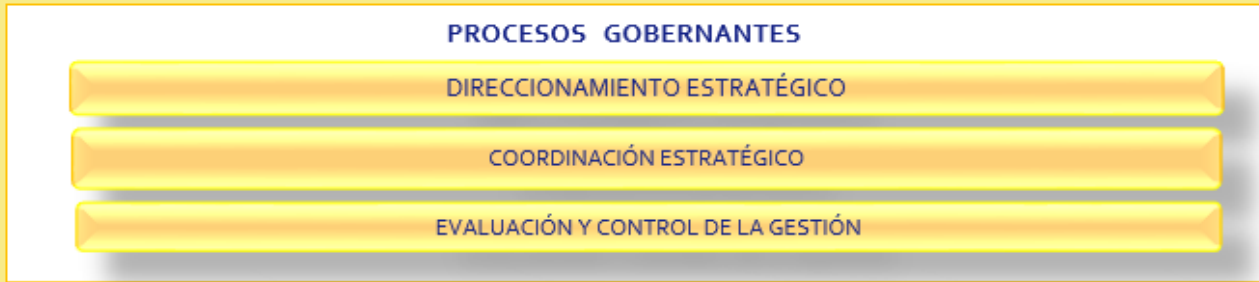 PROCESOS GOBERNANTES
DIRECCIONAMIENTO ESTRATÉGICO
COORDINACIÓN ESTRATÉGICO
EVALUACIÓN Y CONTROL DE LA GESTIÓN